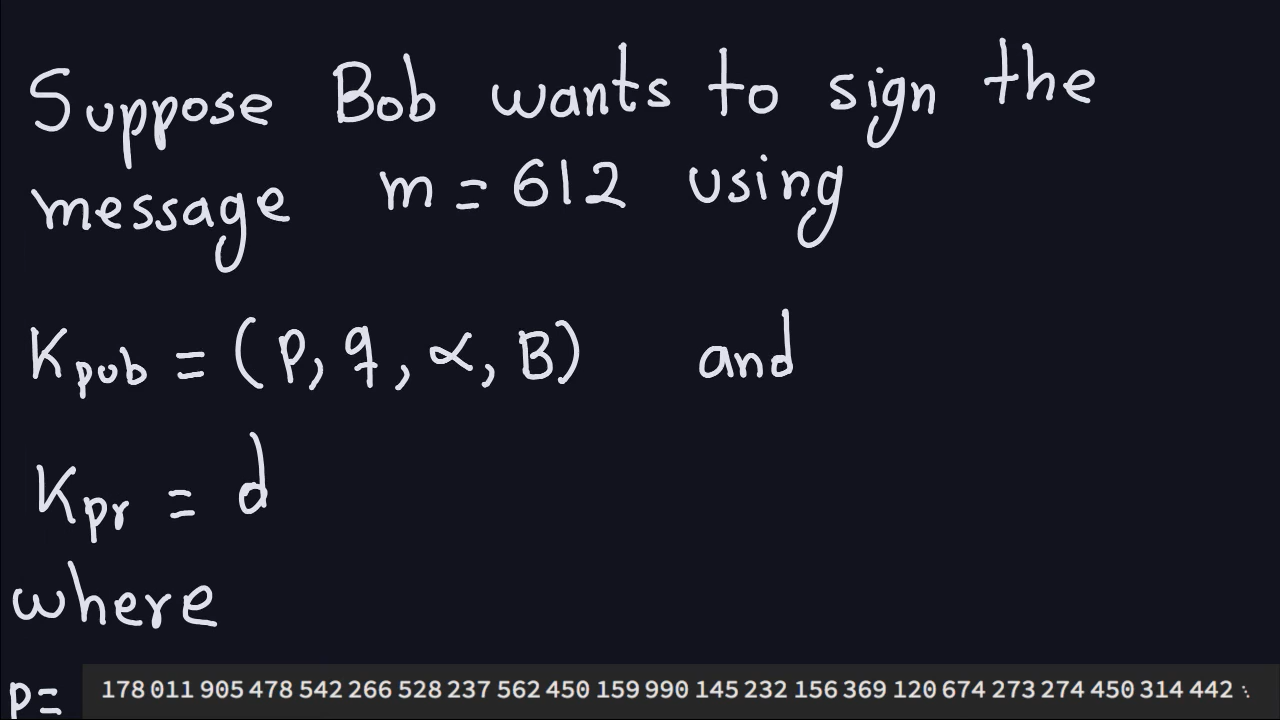 Suppose Bob wants to sign the
message m = 612 using
Kpub = (p, q, α, B) and
Kpr = d
where
p= 178 011 905 478 542 266 528 237 562 450 159 990 145 232 156 369 120 674 273 274 450 314 442